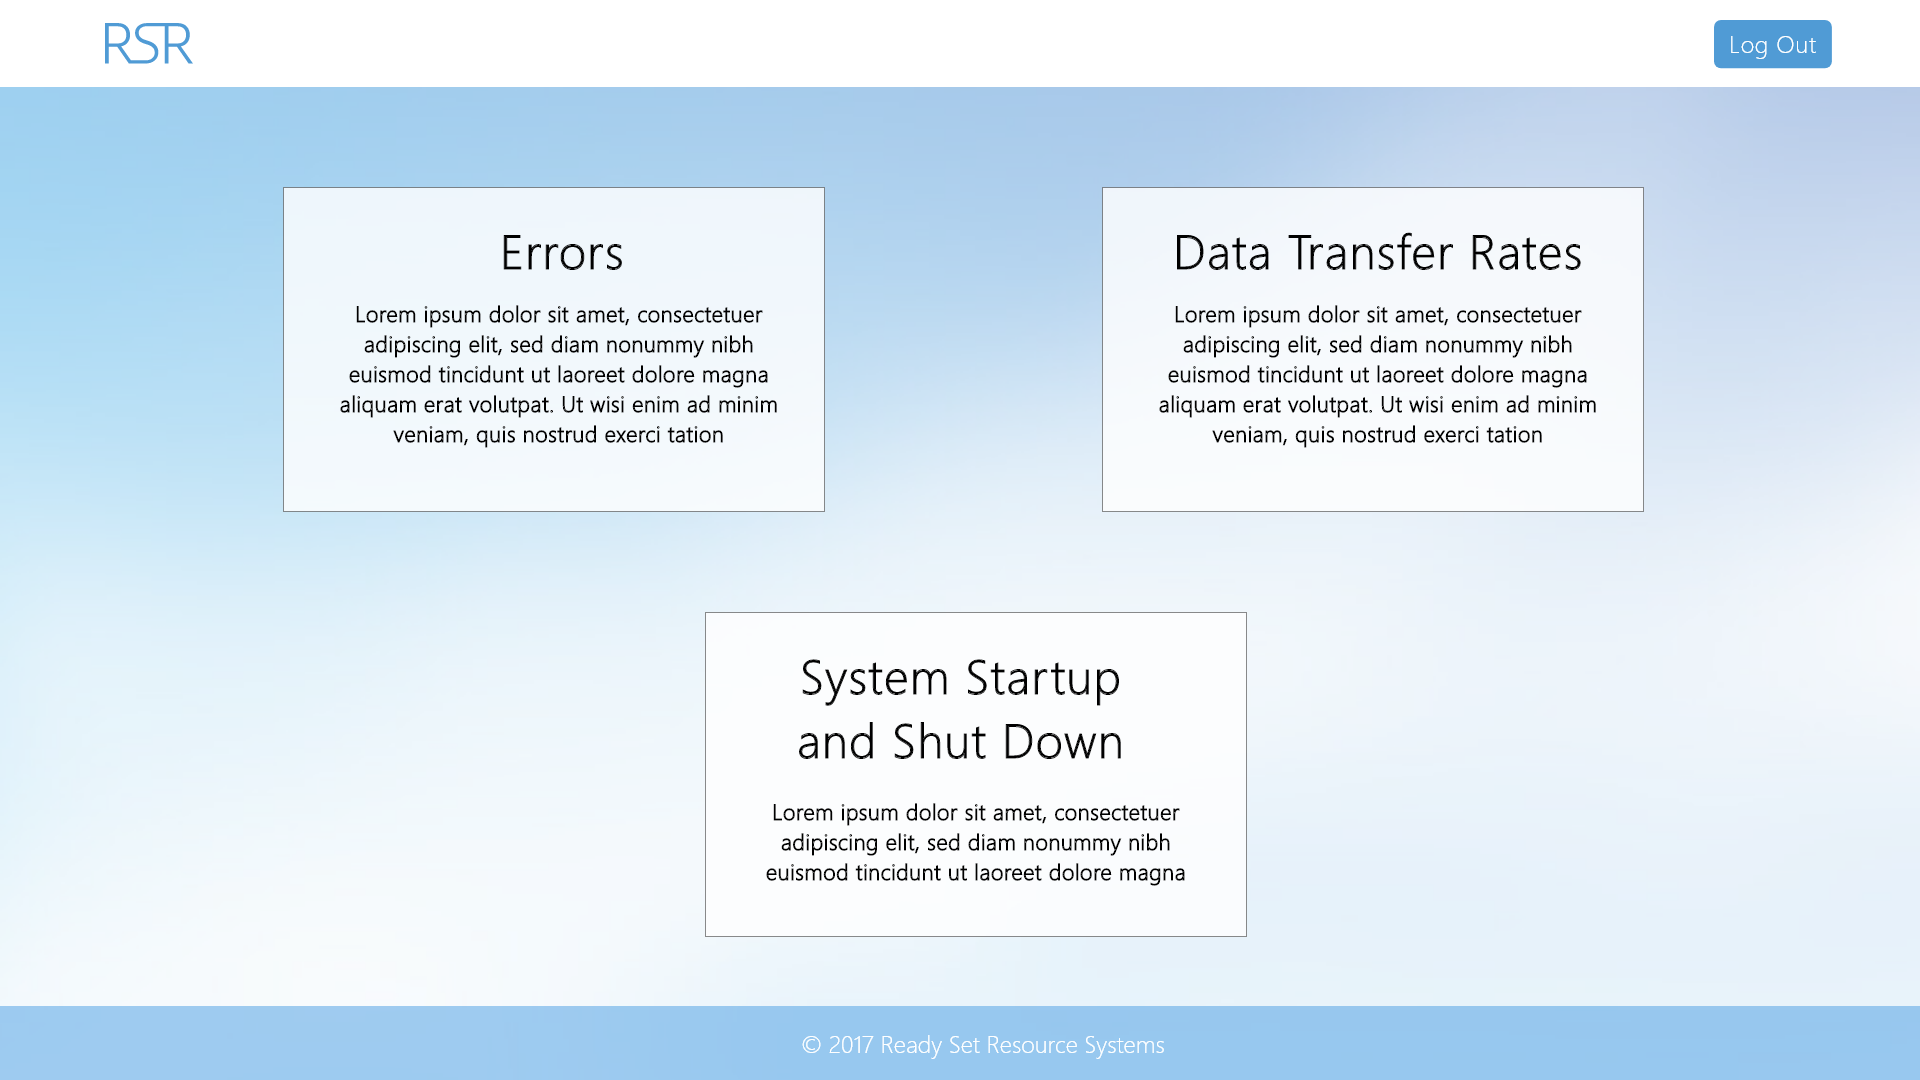 RSR
Log Out
Errors
Lorem ipsum dolor sit amet, consectetuer
adipiscing elit, sed diam nonummy nibh
euismod tincidunt ut laoreet dolore magna
aliquam erat volutpat. Ut wisi enim ad minim
veniam, quis nostrud exerci tation
Data Transfer Rates
Lorem ipsum dolor sit amet, consectetuer
adipiscing elit, sed diam nonummy nibh
euismod tincidunt ut laoreet dolore magna
aliquam erat volutpat. Ut wisi enim ad minim
veniam, quis nostrud exerci tation
System Startup
and Shut Down
Lorem ipsum dolor sit amet, consectetuer
adipiscing elit, sed diam nonummy nibh
euismod tincidunt ut laoreet dolore magna
© 2017 Ready Set Resource Systems